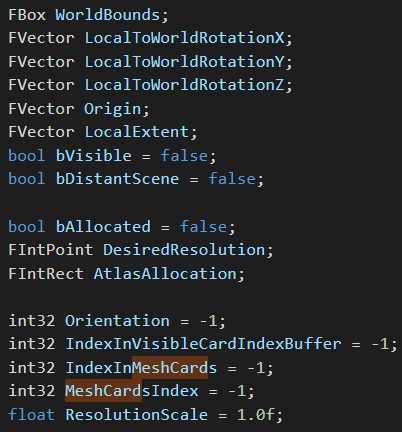 FBox WorldBounds;
FVector LocalToWorldRotationX;
FVector LocalToWorldRotationY;
FVector LocalToWorldRotationZ;
FVector Origin;
FVector LocalExtent;
bool bVisible = false;
bool bDistantScene = false;
bool bAllocated = false;
FIntPoint DesiredResolution;
FIntRect AtlasAllocation;
int32 Orientation = -1;
int32 IndexInVisibleCardIndexBuffer = -1;
int32 IndexInMeshCards = -1;
int32 MeshCardsIndex = -1;
float ResolutionScale = 1.0f;